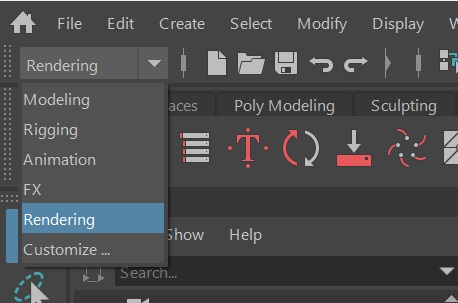 File Edit Create Select Modify Display
Rendering
Modeling
aces Poly Modeling Sculpting
Rigging
Animation
FX
Rendering
Show Help
Customize ...
Search...